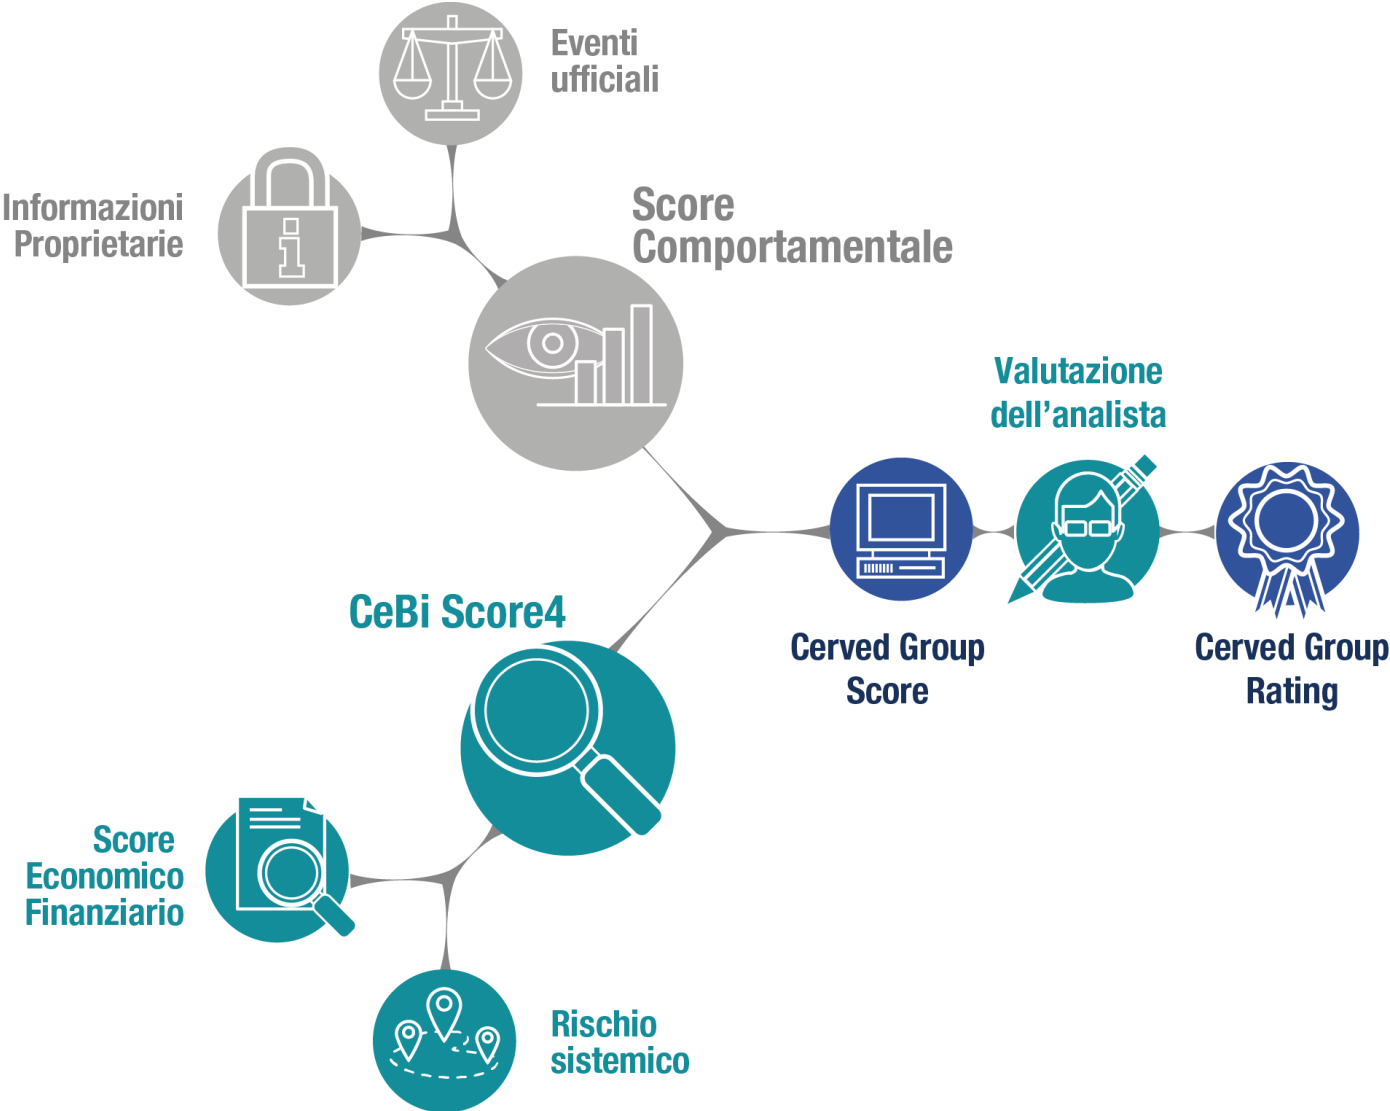 Eventi
ufficiali
Informazioni
Proprietarie
Score
Comportamentale
Valutazione
dell’analista
CeBi Score4
Cerved Group
Score
Cerved Group
Rating
Score
Economico
Finanziario
Rischio
sistemico